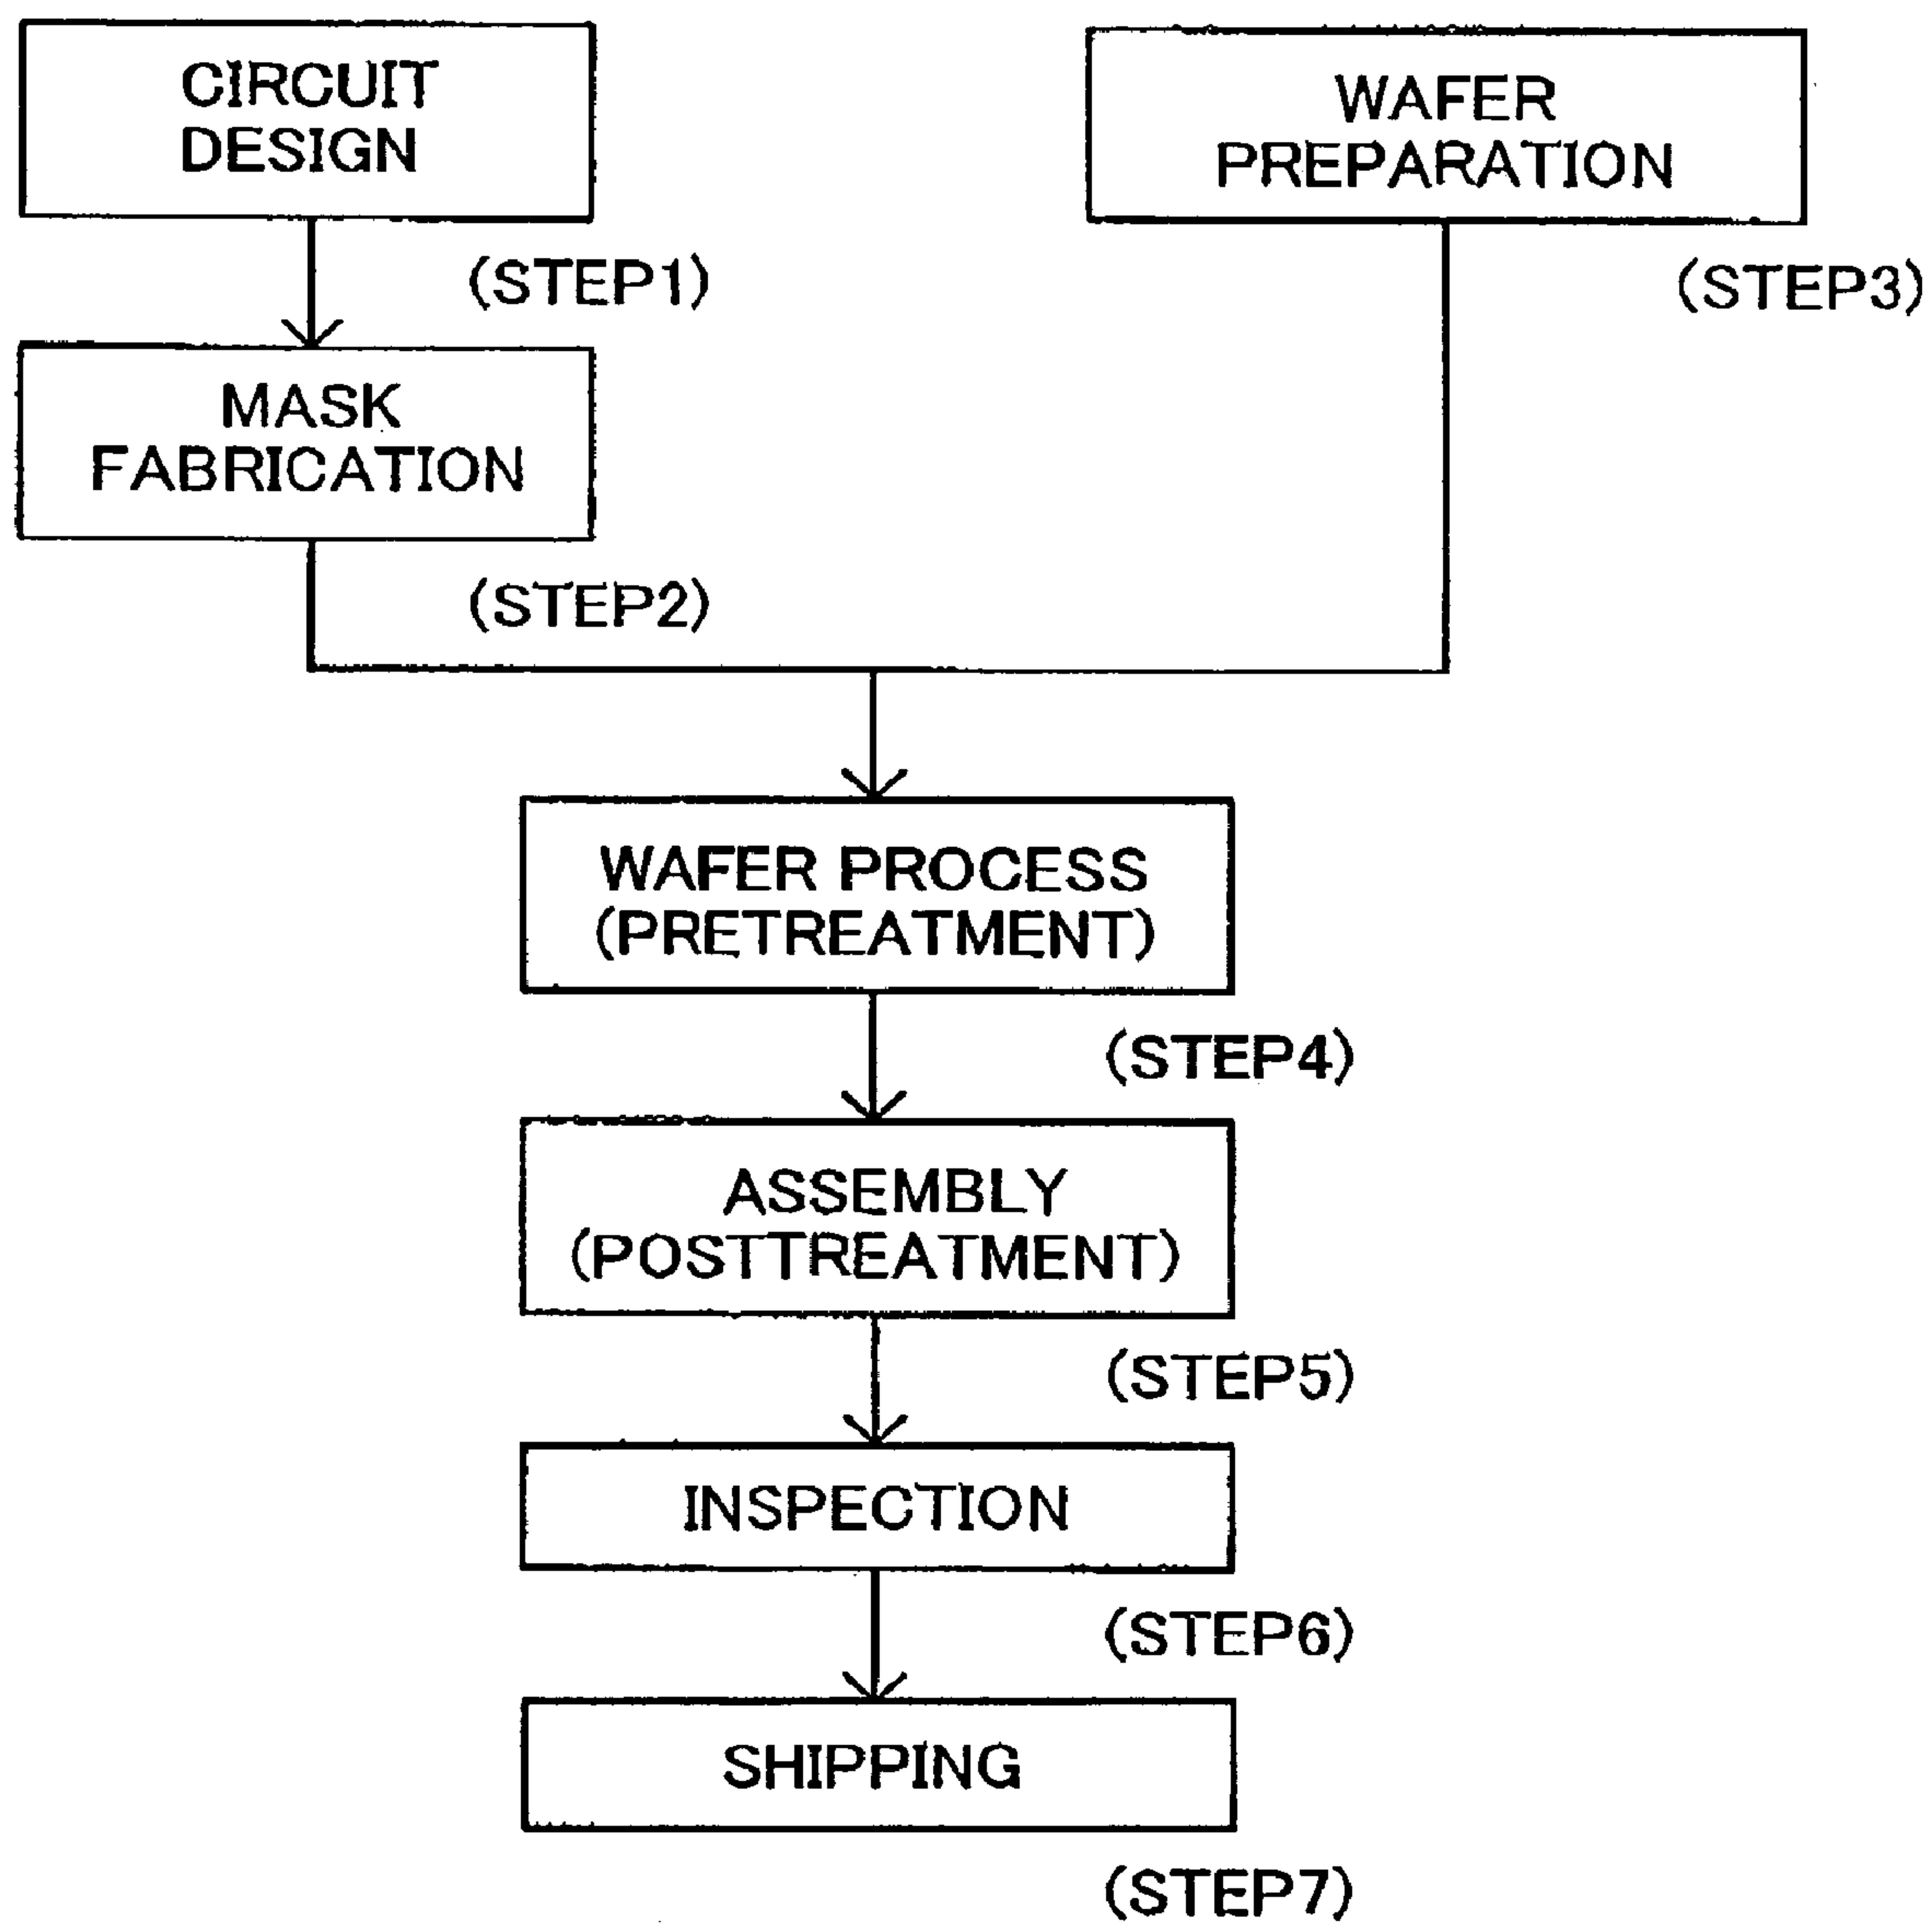 CIRCUIT
DESIGN
(STEP1)
MASK
FABRICATION
(STEP2)
WAFER
PREPARATION
(STEP3)
WAFER PROCESS
(PRETREATMENT)
(STEP4)
ASSEMBLY
(POSTTREATMENT)
(STEP5)
INSPECTION
(STEP6)
SHIPPING
(STEP7)